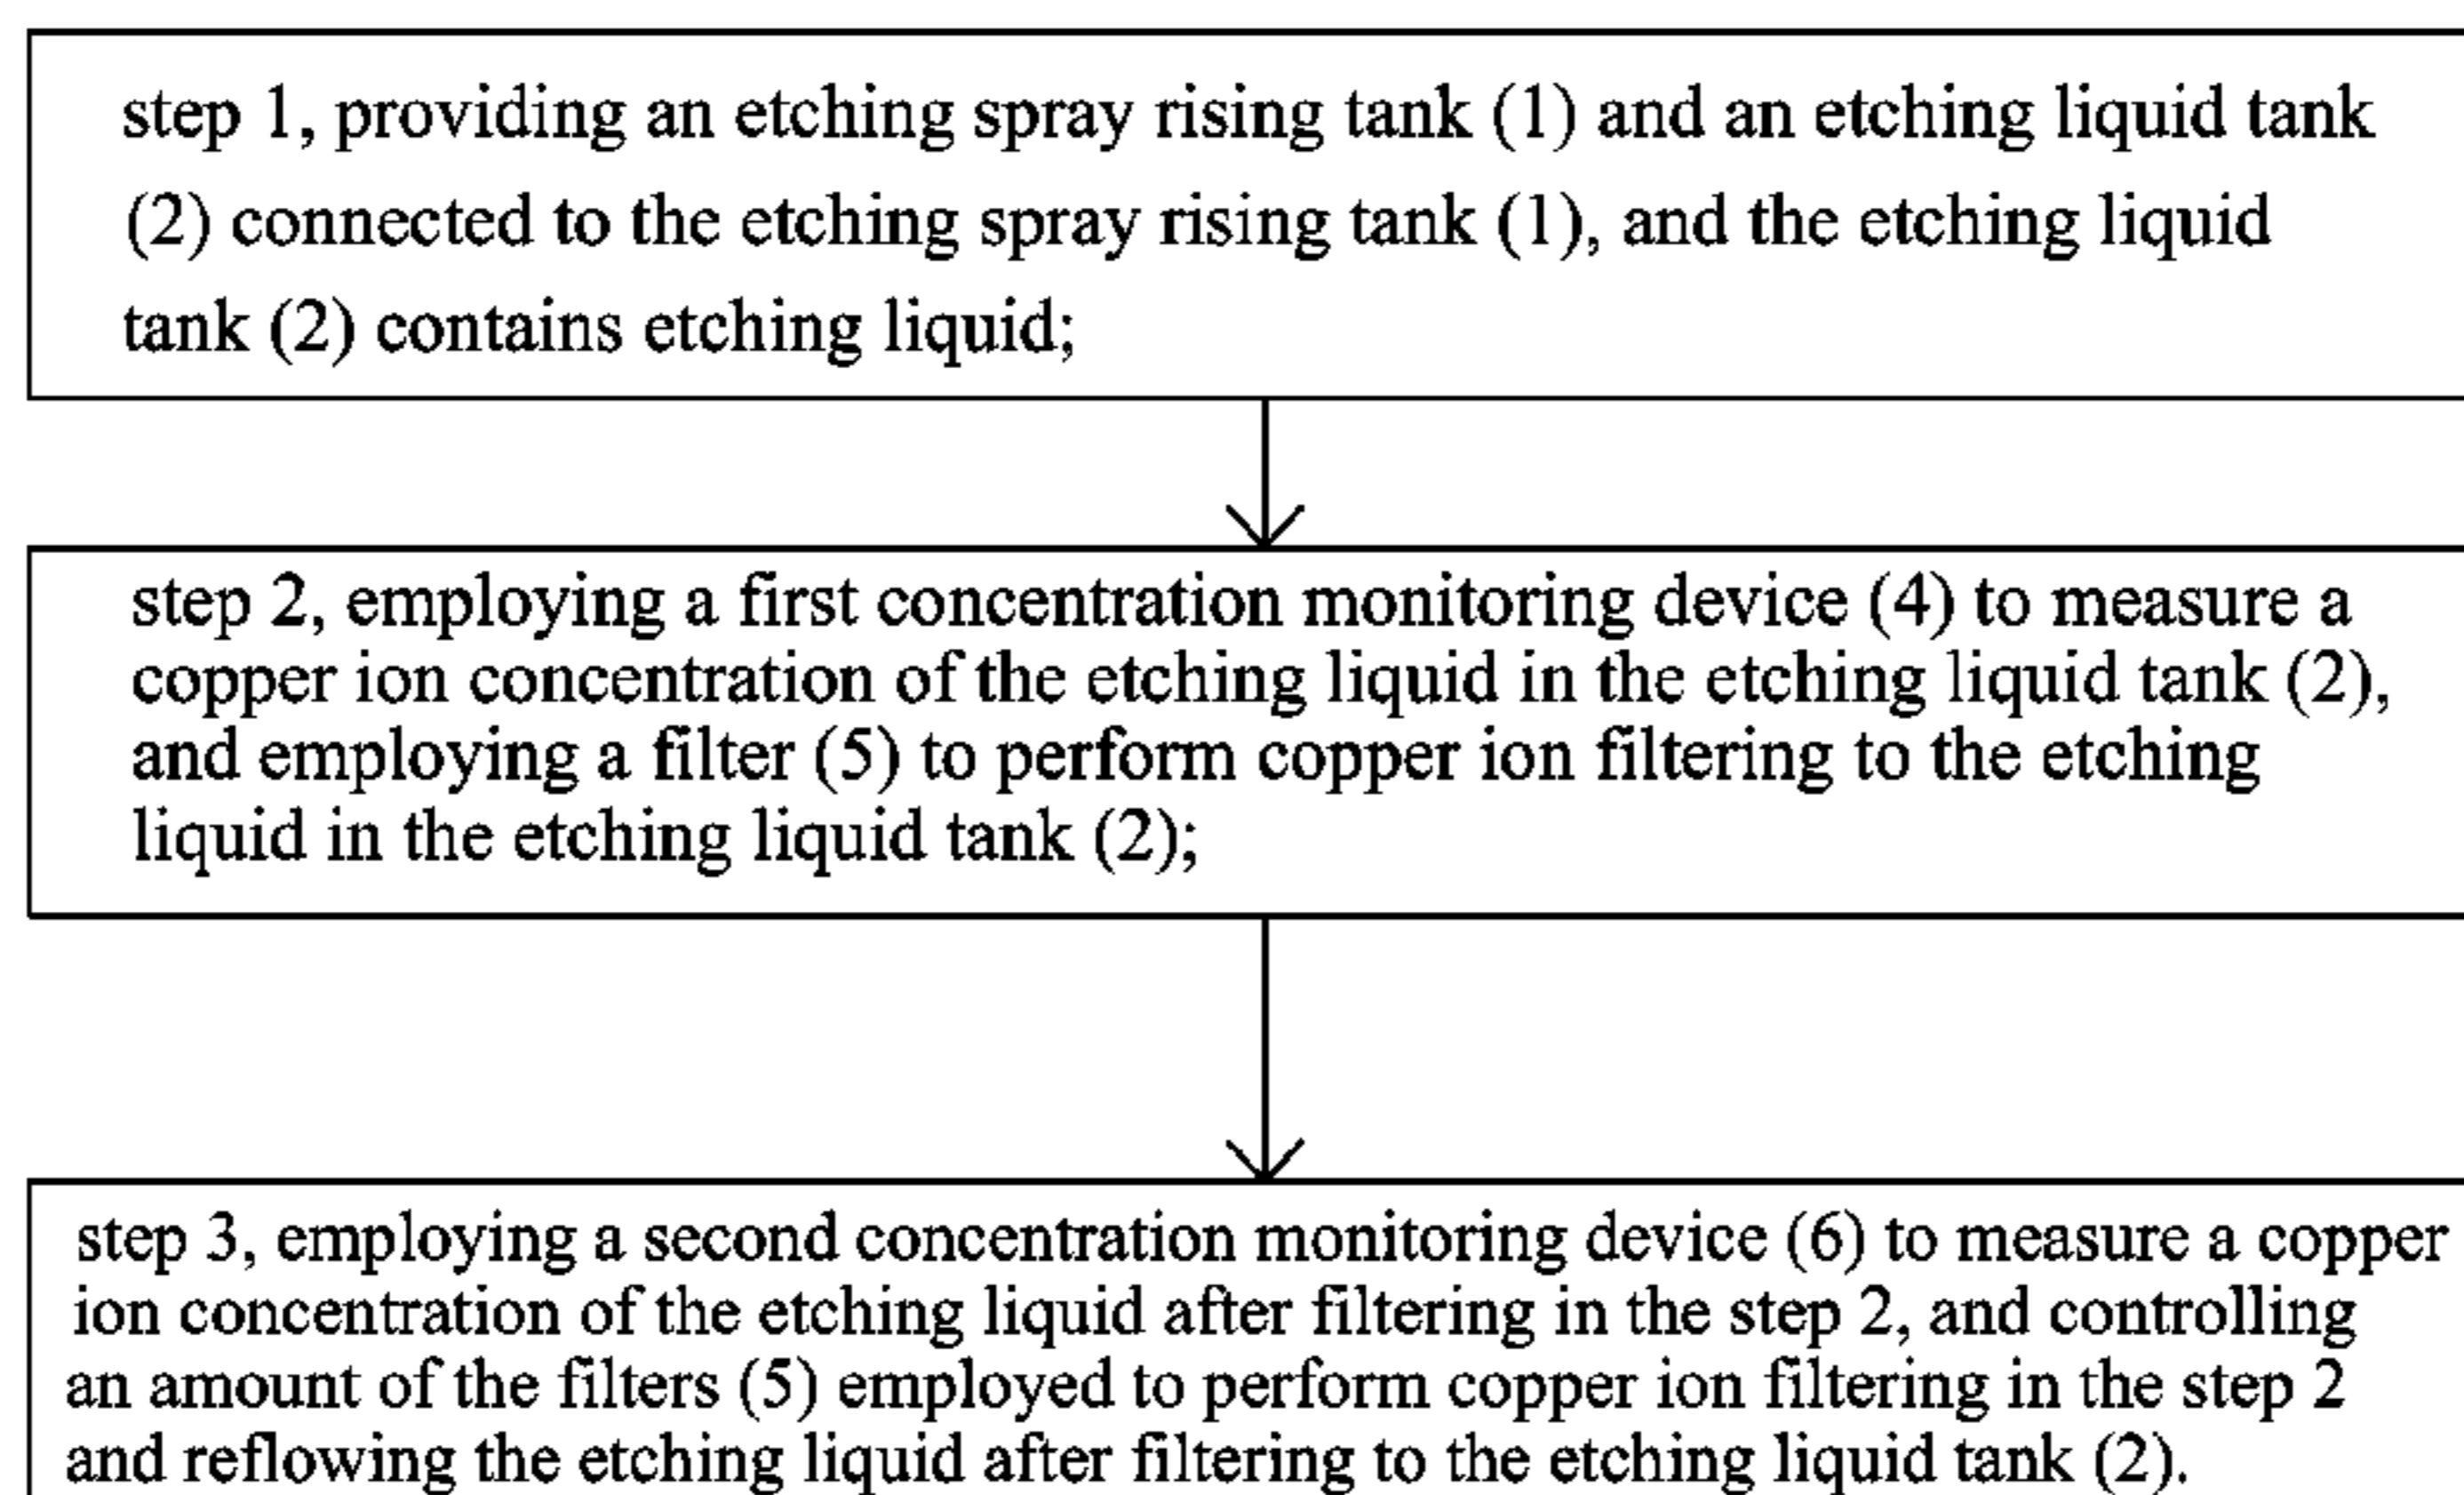 step 1, providing an etching spray rising tank (1) and an etching liquid tank
(2) connected to the etching spray rising tank (1), and the etching liquid
tank (2) contains etching liquid;
step 2, employing a first concentration monitoring device (4) to measure a
copper ion concentration of the etching liquid in the etching liquid tank (2),
and employing a filter (5) to perform copper ion filtering to the etching
liquid in the etching liquid tank (2);
step 3, employing a second concentration monitoring device (6) to measure a copper
ion concentration of the etching liquid after filtering in the step 2, and controlling
an amount of the filters (5) employed to perform copper ion filtering in the step 2
and reflowing the etching liquid after filtering to the etching liquid tank (2).